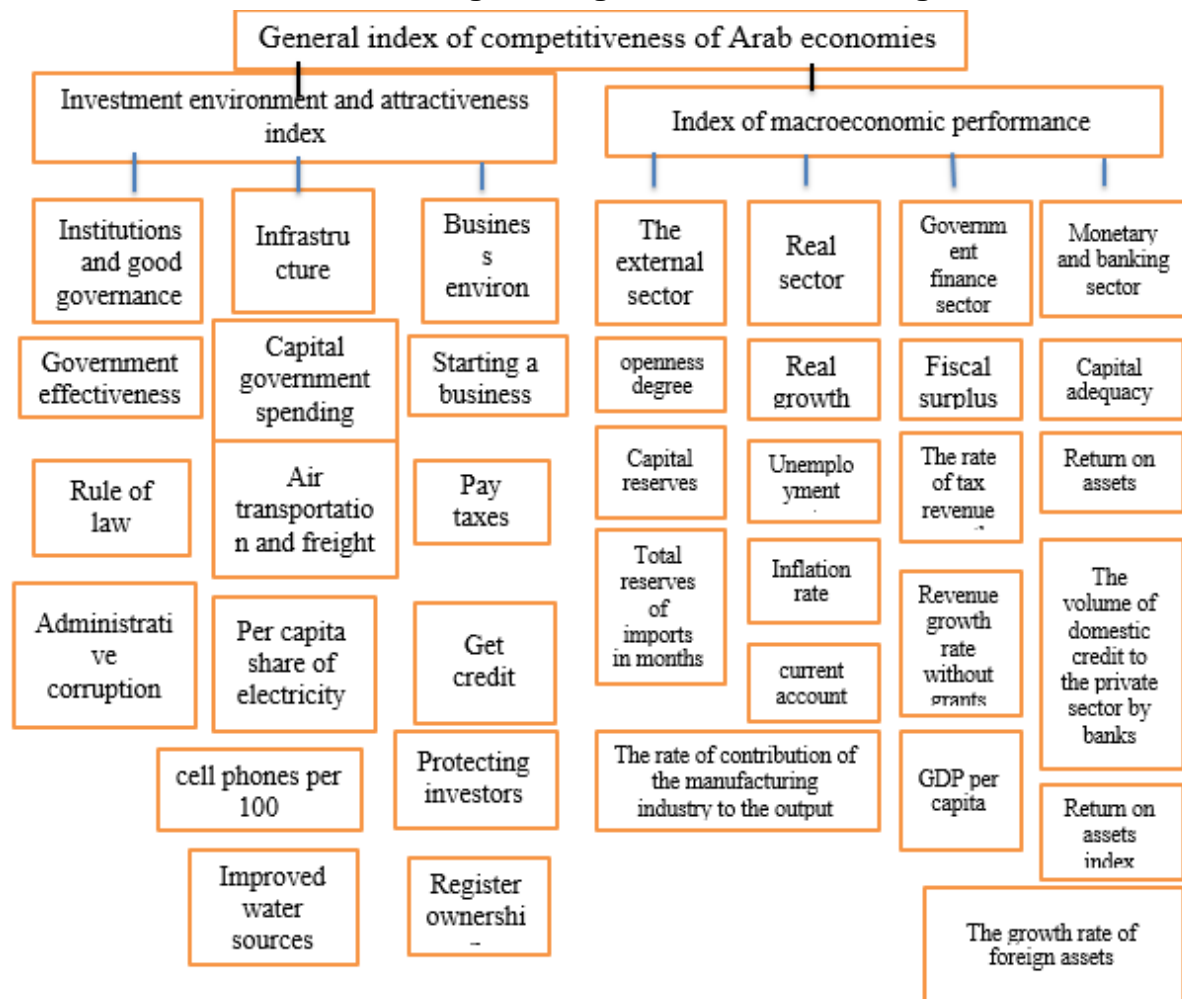 General index of competitiveness of Arab economies
Investment environment and attractiveness
index
Index of macroeconomic performance
Institutions
and good
governance
Infrastru
cture
Busines
s
environ
The
external
sector
Real
sector
Governm
ent
finance
sector
Monetary
and banking
sector
Government
effectiveness
Capital
government
spending
Starting a
business
openness
degree
Real
growth
Fiscal
surplus
Capital
adequacy
Rule of
law
Air
transportatio
n and freight
Pay
taxes
Capital
reserves
Unemplo
yment
The rate
of tax
revenue
Return on
assets
Administrati
ve
corruption
Per capita
share of
electricity
Get
credit
Total
reserves
of
imports
in months
Inflation
rate
current
account
Revenue
growth
rate
without
grants
The
volume of
domestic
credit to
the private
sector by
banks
cell phones per
100
Protecting
investors
The rate of contribution of
the manufacturing
industry to the output
GDP per
capita
Return on
assets
index
Improved
water
sources
Register
ownershi
The growth rate of
foreign assets